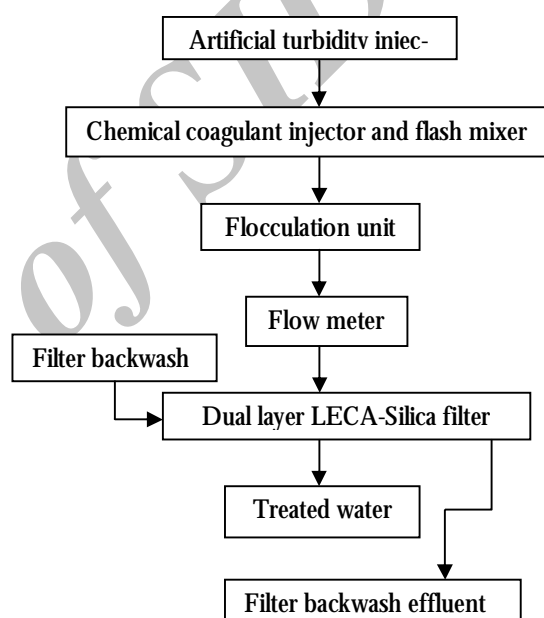 Artificial turbidity injec-
Chemical coagulant injector and flash mixer
Flocculation unit
Flow meter
Filter backwash
Dual layer LECA-Silica filter
Treated water
Filter backwash effluent
of